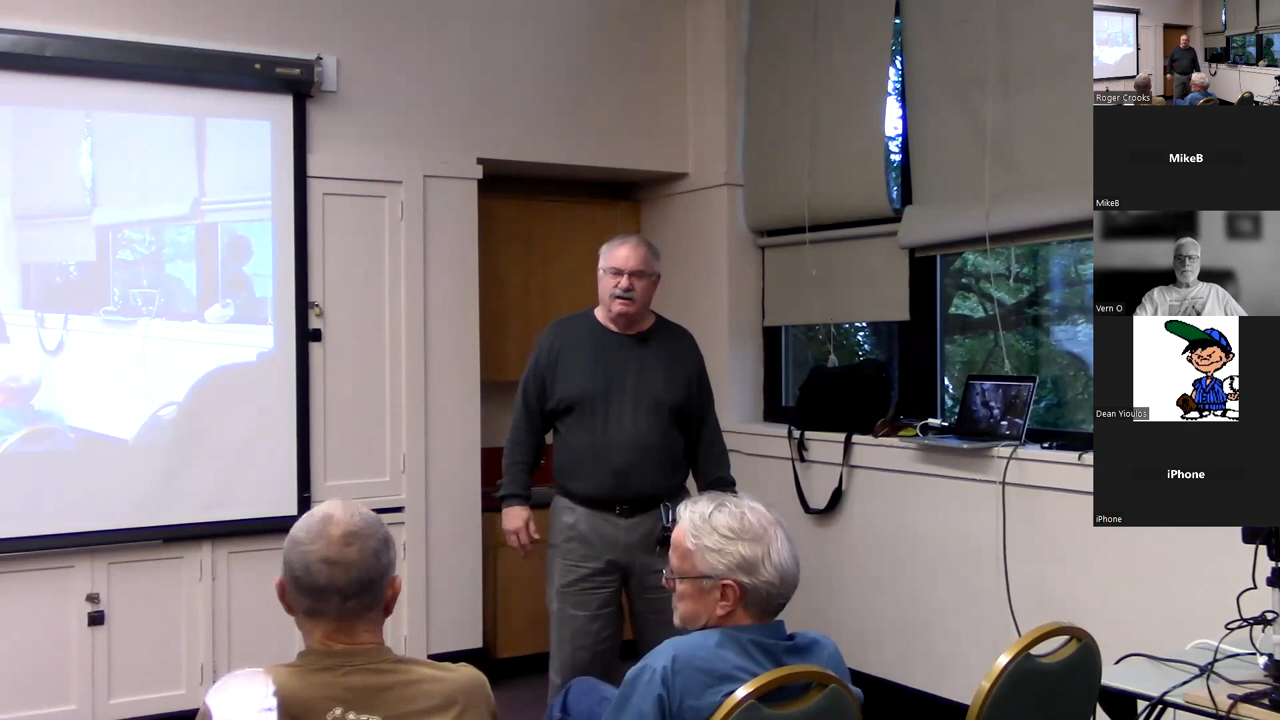 Roger Crooks
MikeB
MikeB
Vern O
Dean Yioulos
iPhone
iPhone